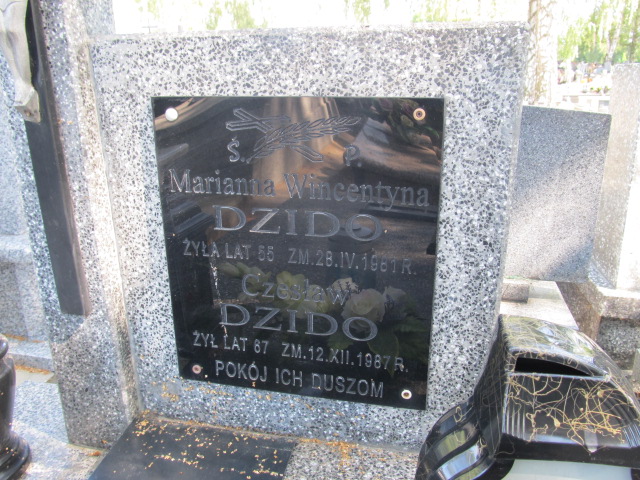 Ś. P.
Marianna Wincentyna
DZIDO
ŻYŁA LAT 55 ZM. 28.IV.1981 R.
Czesław
DZIDO
ŻYŁ LAT 67 ZM. 12.XII.1987 R.
POKÓJ ICH DUSZOM